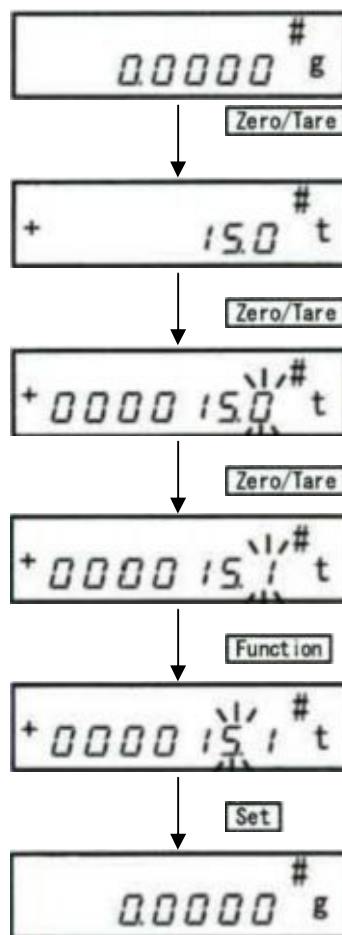 #
0.0000 g
Zero/Tare
#
+ 15.0 t
Zero/Tare
#
+ 000015.0 t
Zero/Tare
#
+ 000015.1 t
Function
#
+ 000015.1 t
Set
#
0.0000 g